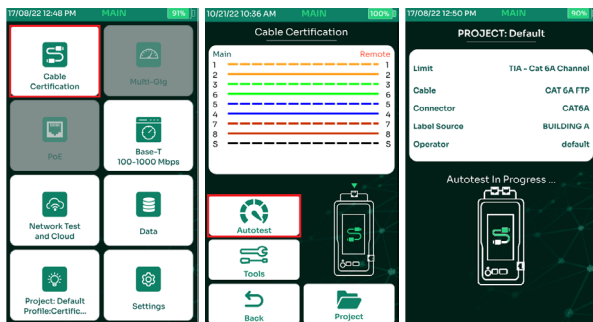 17/08/22 12:48 PM MAIN 91%
Cable
Certification
Multi-Gig
PoE
Base-T
100-1000 Mbps
Network Test
and Cloud
Data
Project: Default
Profile:Certific...
Settings
10/21/22 10:36 AM MAIN 100%
Cable Certification
Main Remote
1 1
2 2
3 3
6 6
5 5
4 4
7 7
8 8
S S
Autotest
Tools
Back
Project
17/08/22 12:50 PM MAIN 90%
PROJECT: Default
Limit TIA - Cat 6A Channel
Cable CAT 6A FTP
Connector CAT6A
Label Source BUILDING A
Operator default
Autotest In Progress ...